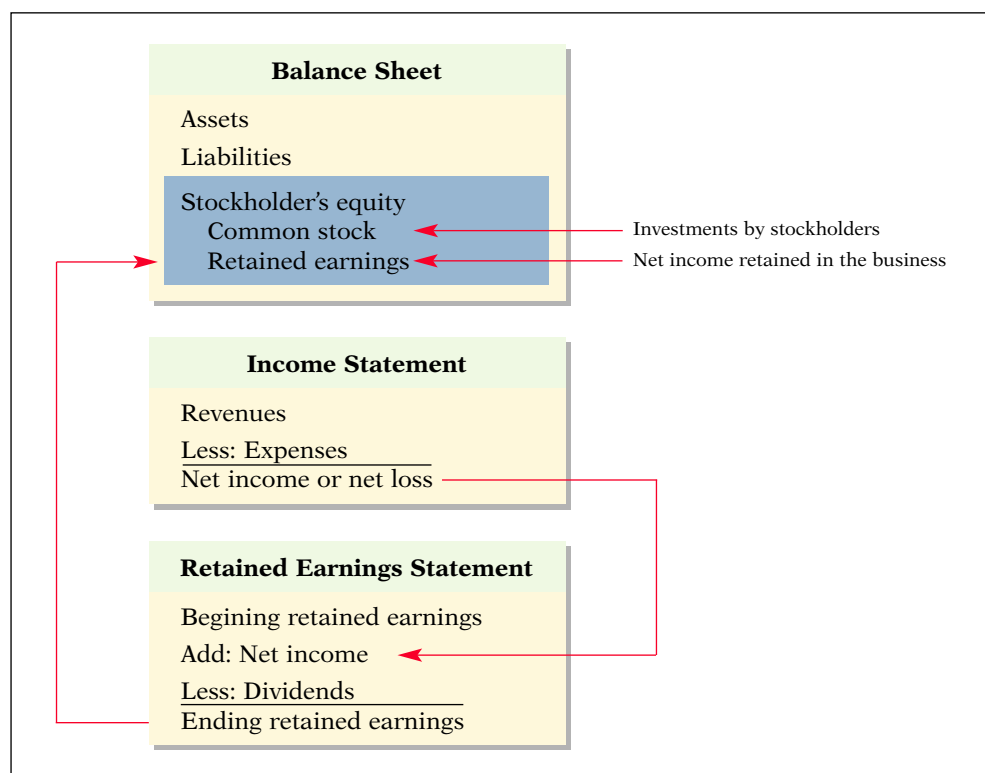 Balance Sheet
Assets
Liabilities
Stockholder’s equity
Common stock
Investments by stockholders
Retained earnings
Net income retained in the business
Income Statement
Revenues
Less: Expenses
Net income or net loss
Retained Earnings Statement
Begining retained earnings
Add: Net income
Less: Dividends
Ending retained earnings